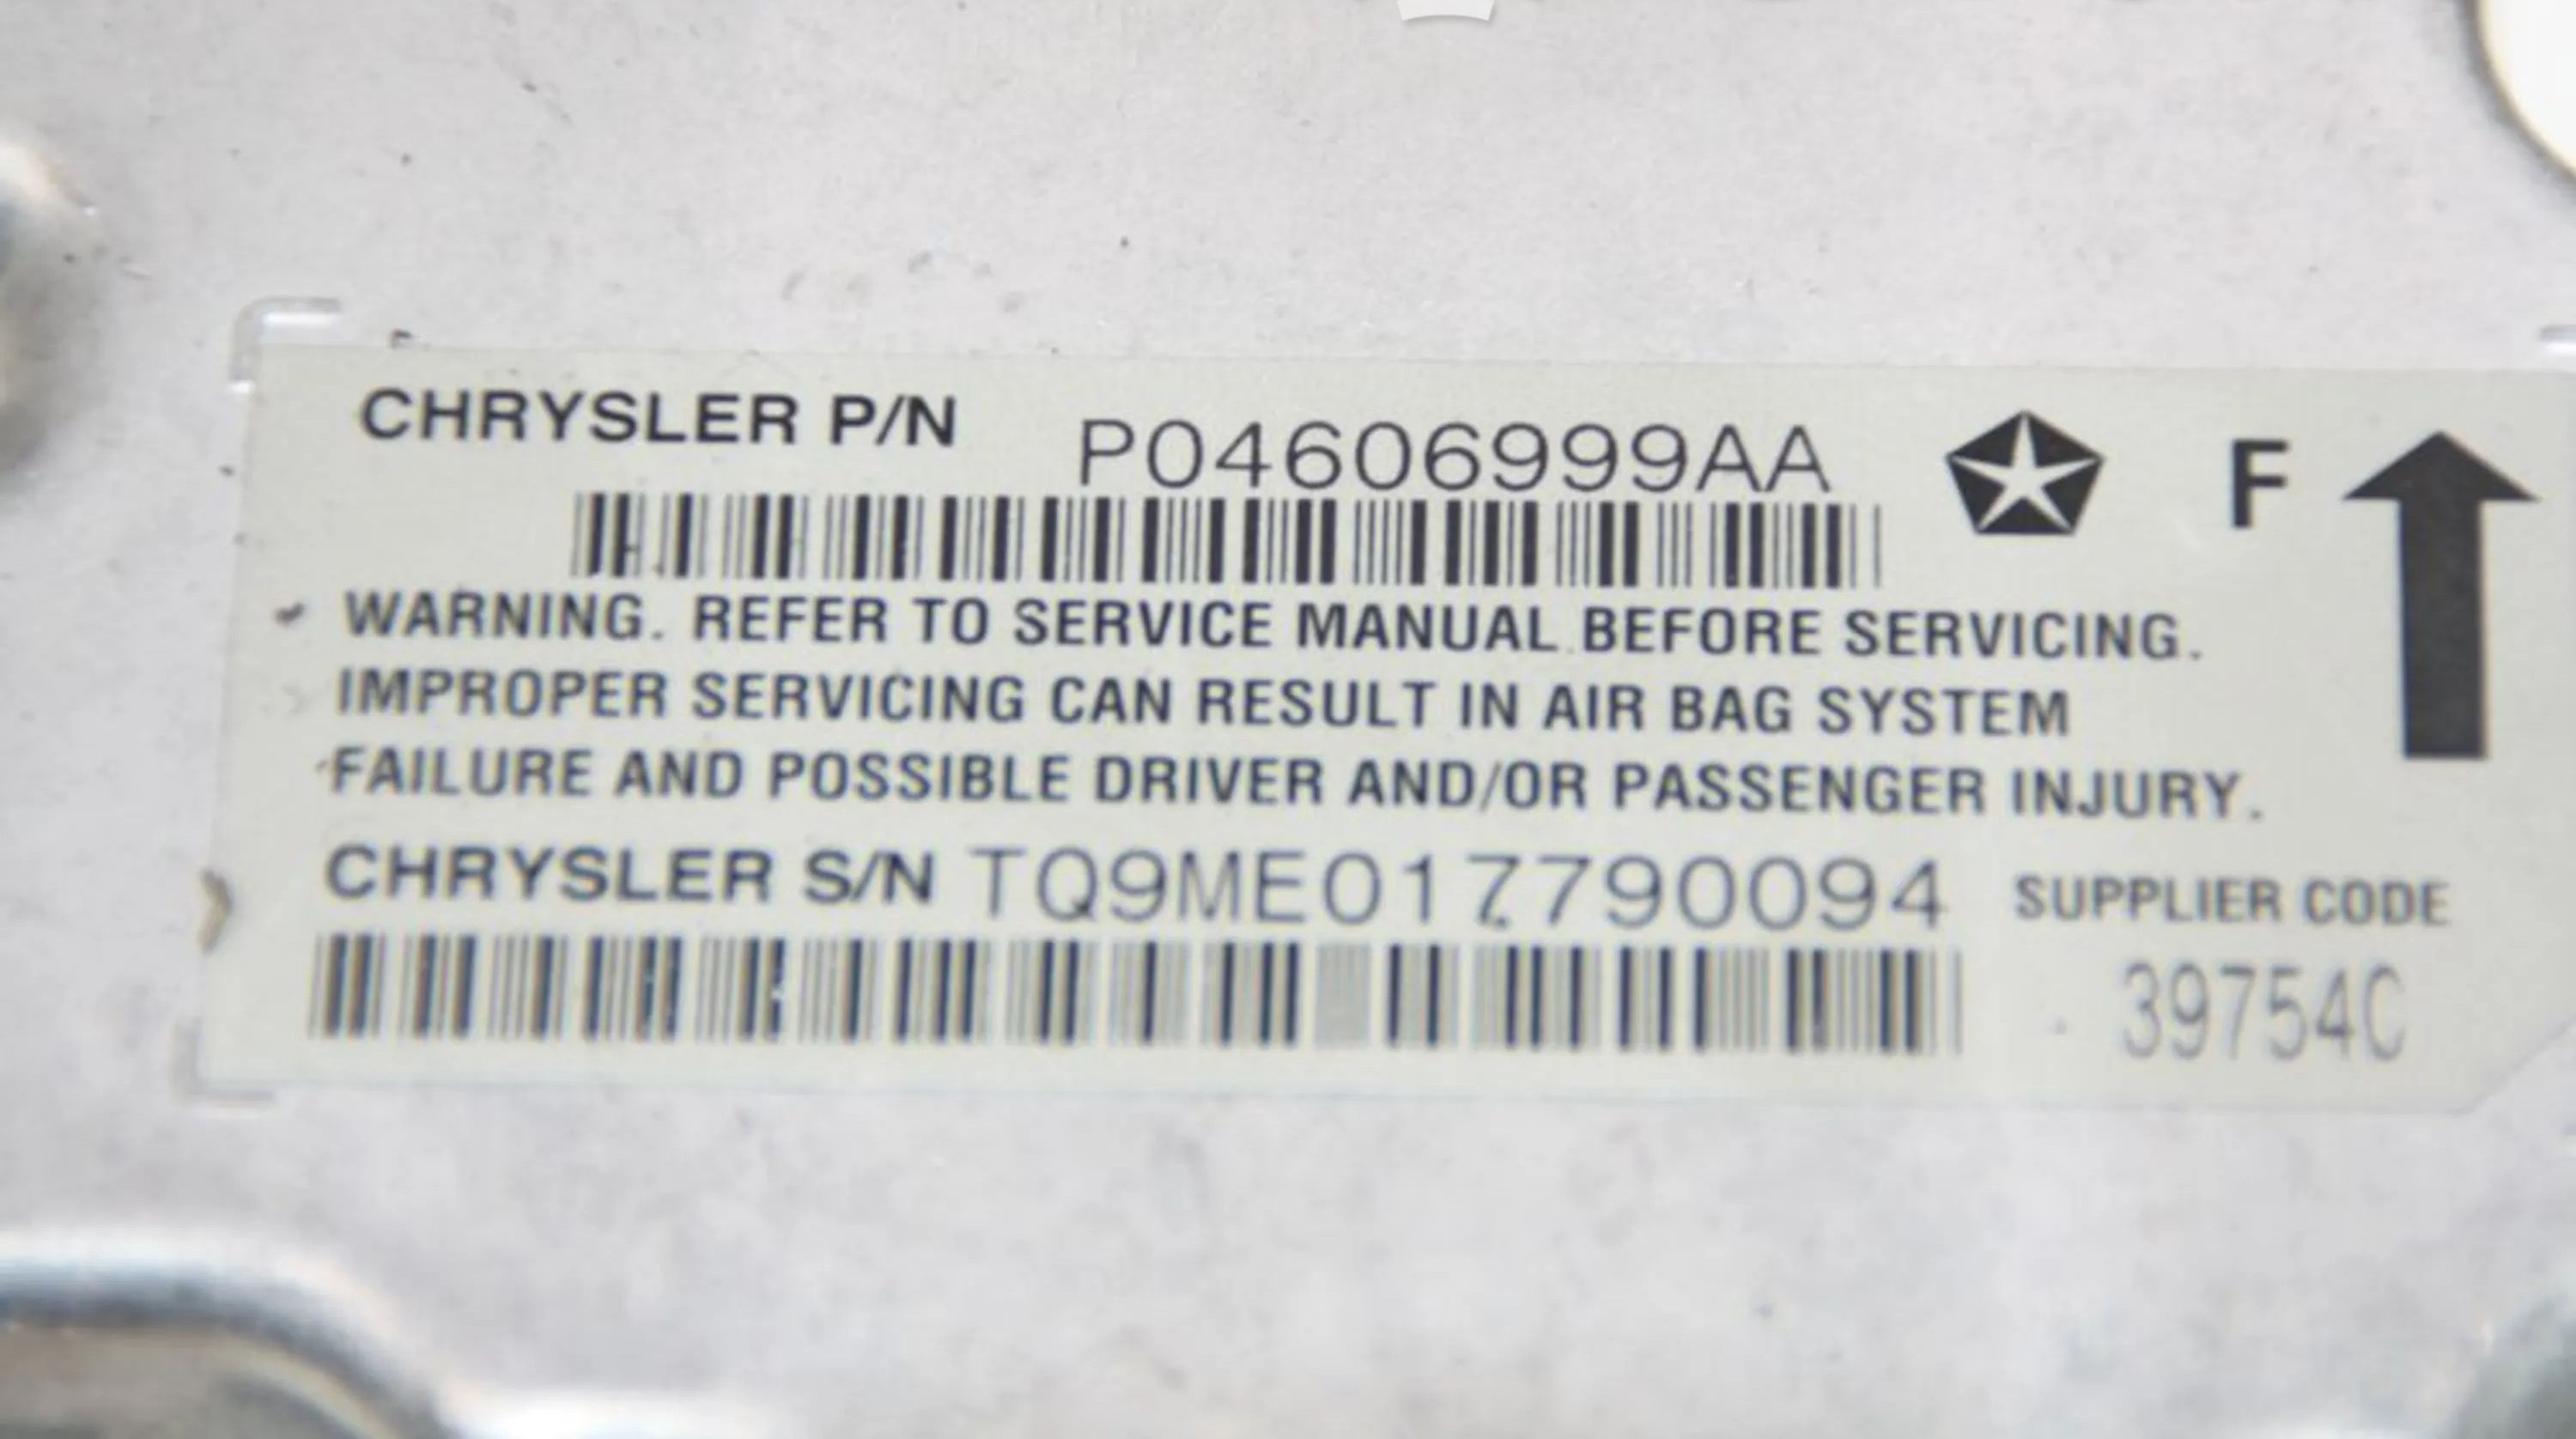 CHRYSLER P/N P04606999AA F
WARNING. REFER TO SERVICE MANUAL BEFORE SERVICING.
IMPROPER SERVICING CAN RESULT IN AIR BAG SYSTEM
FAILURE AND POSSIBLE DRIVER AND/OR PASSENGER INJURY.
CHRYSLER S/N TQ9ME017790094 SUPPLIER CODE
39754C